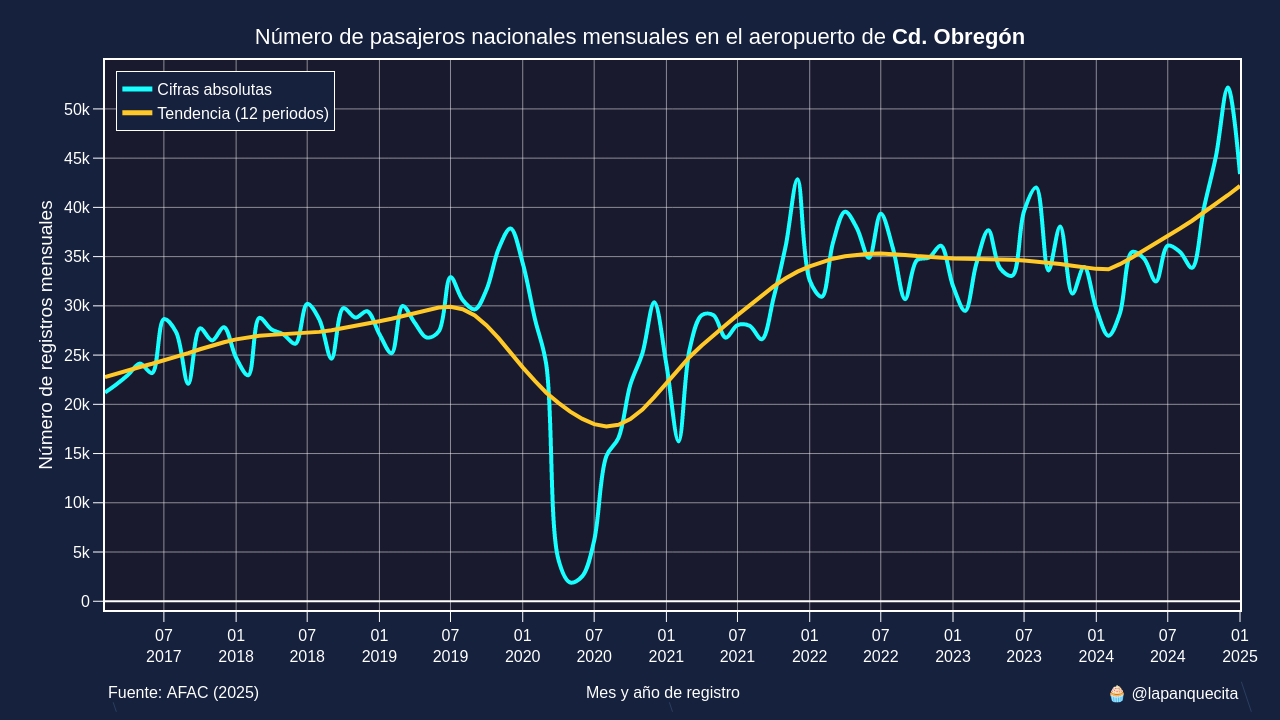 Número de pasajeros nacionales mensuales en el aeropuerto de Cd. Obregón
Cifras absolutas
Tendencia (12 periodos)
Número de registros mensuales
50k
45k
40k
35k
30k
25k
20k
15k
10k
5k
0
07 01 07 01 07 01 07 01 07 01 07 01 07 01 07 01
2017 2018 2018 2019 2019 2020 2020 2021 2021 2022 2022 2023 2023 2024 2024 2025
Fuente: AFAC (2025)
Mes y año de registro
🧁 @lapanquecita